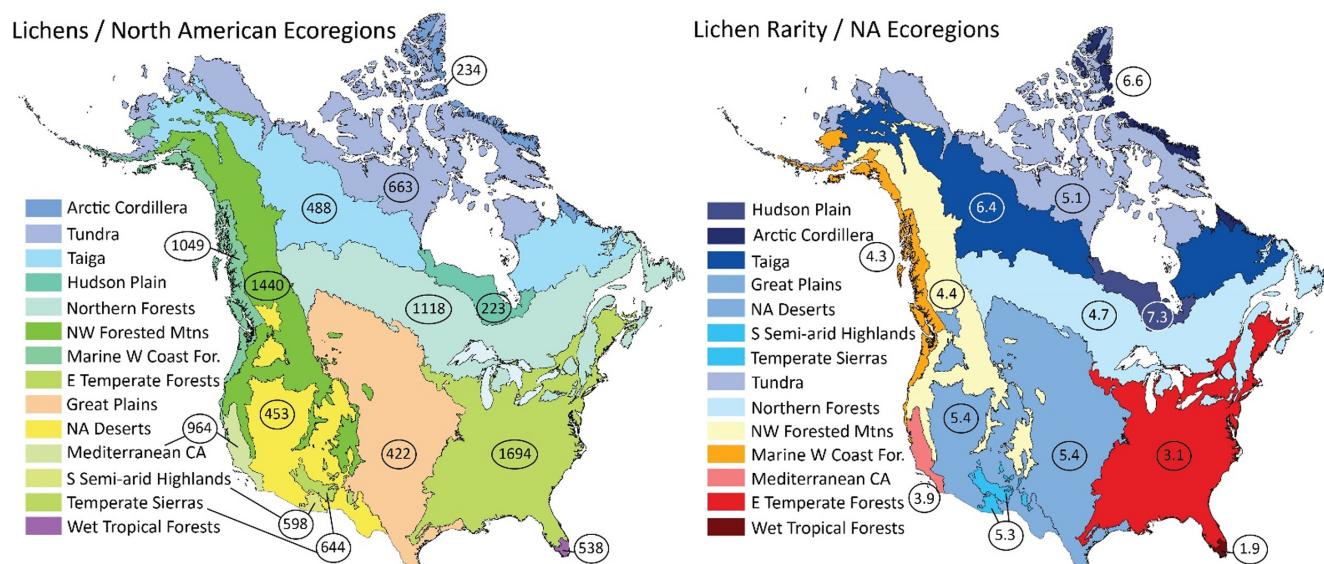 Lichens / North American Ecoregions
234
663
488
1049
1440
1118
223
453
964
422
1694
598
644
538
Arctic Cordillera
Tundra
Taiga
Hudson Plain
Northern Forests
NW Forested Mtns
Marine W Coast For.
E Temperate Forests
Great Plains
NA Deserts
Mediterranean CA
S Semi-arid Highlands
Temperate Sierras
Wet Tropical Forests
Lichen Rarity / NA Ecoregions
6.6
5.1
6.4
4.3
4.4
4.7
7.3
5.4
5.4
3.1
3.9
5.3
1.9
Hudson Plain
Arctic Cordillera
Taiga
Great Plains
NA Deserts
S Semi-arid Highlands
Temperate Sierras
Tundra
Northern Forests
NW Forested Mtns
Marine W Coast For.
Mediterranean CA
E Temperate Forests
Wet Tropical Forests